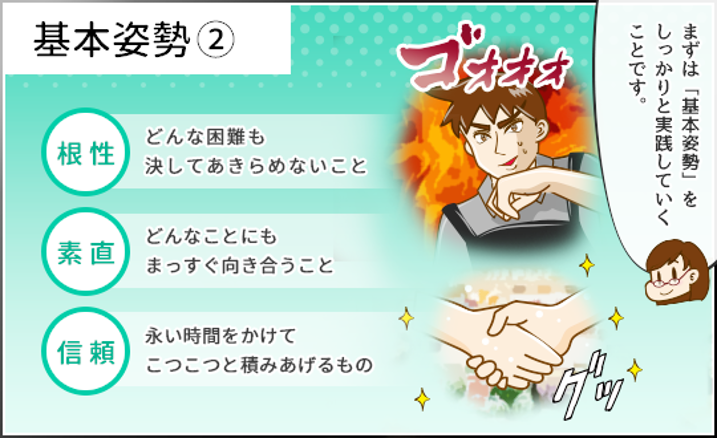 基本姿勢②
まずは「基本姿勢」を
しっかりと実践していく
ことです。
ゴオオオ
根性
どんな困難も
決してあきらめないこと
素直
どんなことにも
まっすぐ向き合うこと
信頼
永い時間をかけて
こつこつと積みあげるもの
グッ